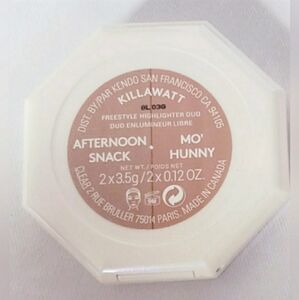 DIST. BY/PAR KENDO SAN FRANCISCO CA 94105
KILLAWATT
FREESTYLE HIGHLIGHTER DUO
DUO ENLUMINEUR LIBRE
AFTERNOON SNACK
MO' HUNNY
NET WT. / POIDS NET
2 x 3.5g / 2 x 0.12 OZ.
CLEAR 2 RUE BRULLER 75014 PARIS. MADE IN CANADA